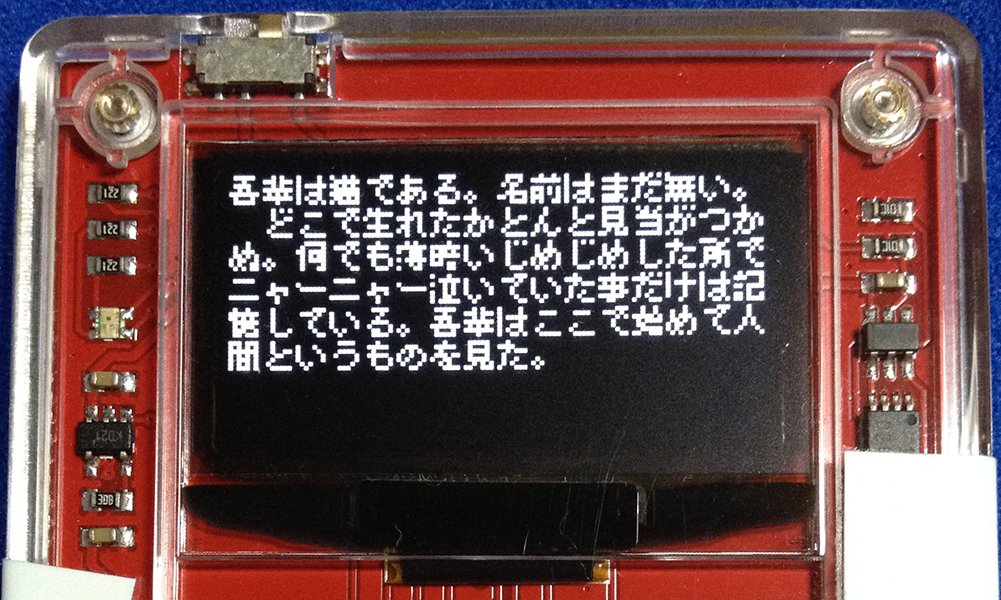 吾輩は猫である。名前はまだ無い。
　どこで生れたかとんと見当がつか
ぬ。何でも薄暗いじめじめした所で
ニャーニャー泣いていた事だけは記
憶している。吾輩はここで始めて人
間というものを見た。
122
122
122
KD21